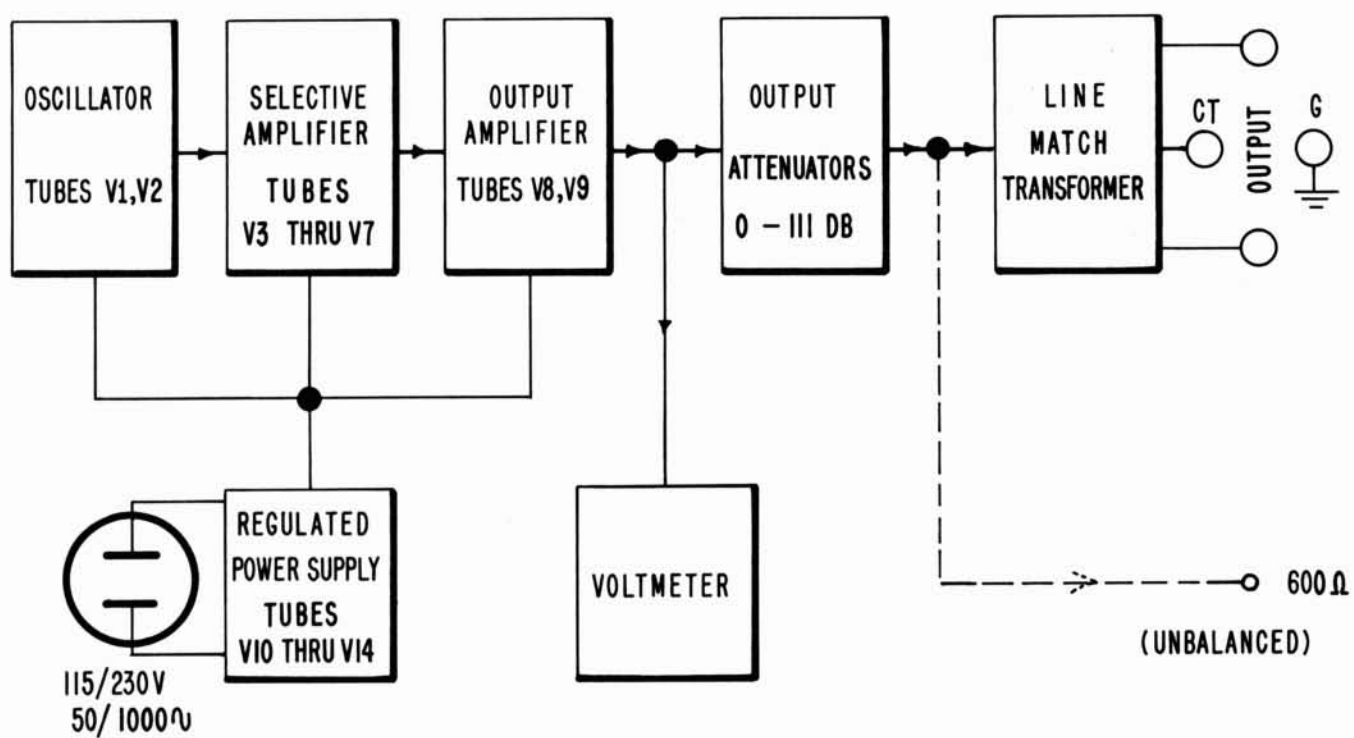 OSCILLATOR
TUBES V1,V2
SELECTIVE
AMPLIFIER
TUBES
V3 THRU V7
OUTPUT
AMPLIFIER
TUBES V8,V9
OUTPUT
ATTENUATORS
0 – 111 DB
LINE
MATCH
TRANSFORMER
CT
OUTPUT
G
REGULATED
POWER SUPPLY
TUBES
V10 THRU V14
115/230V
50/1000∿
VOLTMETER
600Ω
(UNBALANCED)